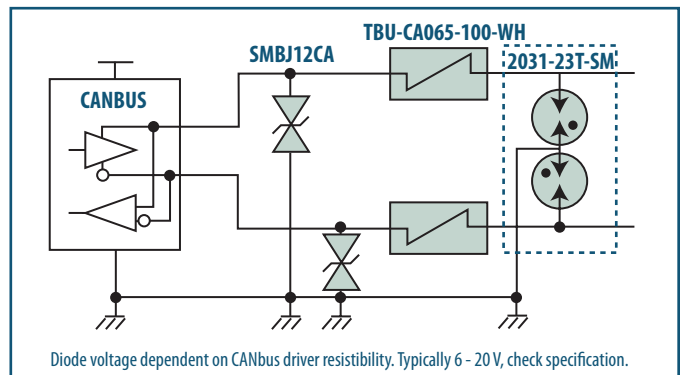 TBU-CA065-100-WH
SMBJ12CA
2031-23T-SM
CANBUS
Diode voltage dependent on CANbus driver resistibility. Typically 6 - 20 V, check specification.